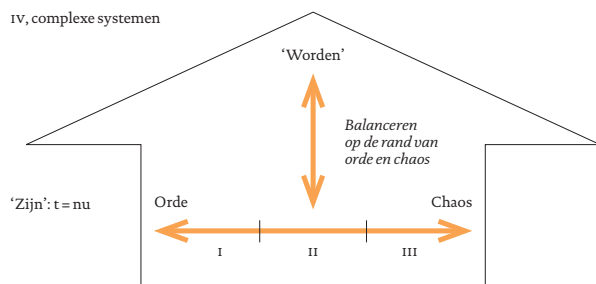 IV, complexe systemen
‘Worden’
Balanceren
op de rand van
orde en chaos
‘Zijn’: t = nu
Orde
Chaos
I
II
III